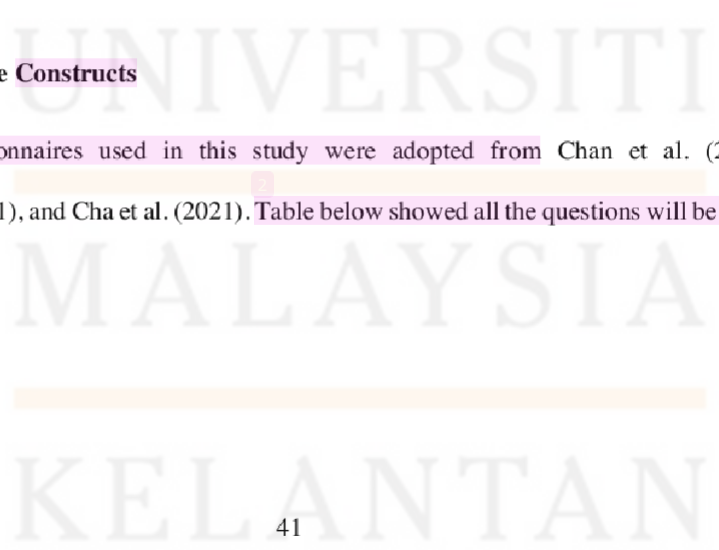 UNIVERSITI
e Constructs
onnaires used in this study were adopted from Chan et al. (2
2
1), and Cha et al. (2021). Table below showed all the questions will be
MALAYSIA
KELANTAN
41